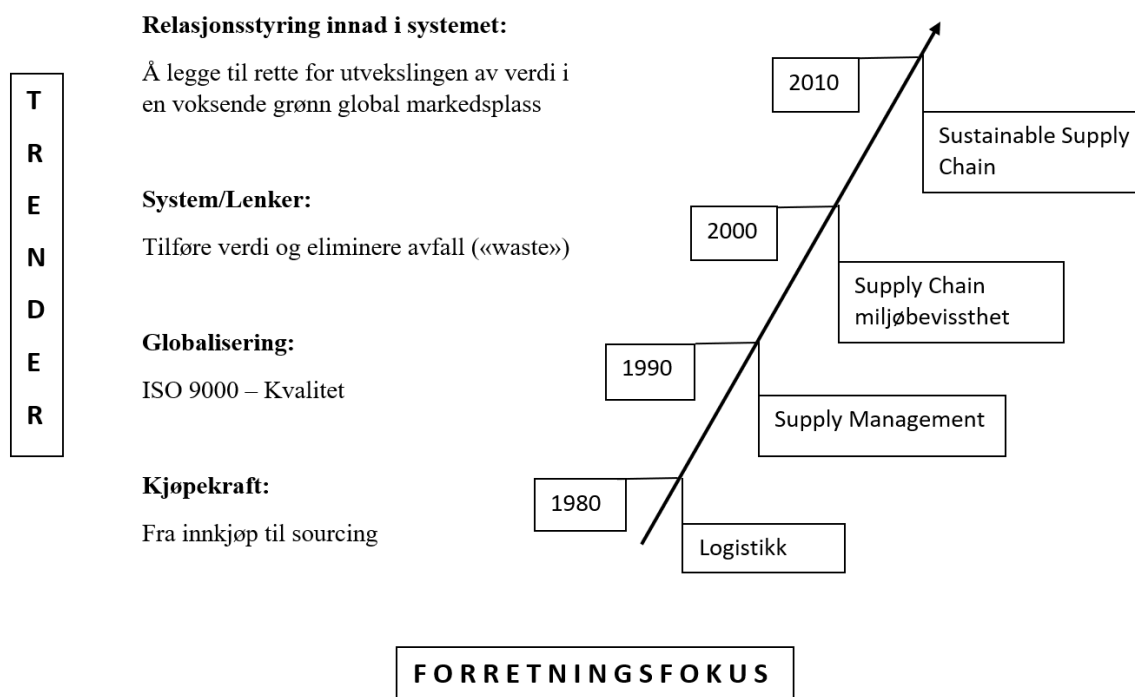 Relasjonsstyring innad i systemet:
Å legge til rette for utvekslingen av verdi i
en voksende grønn global markedsplass
System/Lenker:
Tilføre verdi og eliminere avfall («waste»)
Globalisering:
ISO 9000 – Kvalitet
Kjøpekraft:
Fra innkjøp til sourcing
T
R
E
N
D
E
R
2010
Sustainable Supply
Chain
2000
Supply Chain
miljøbevissthet
1990
Supply Management
1980
Logistikk
FORRETNINGSFOKUS